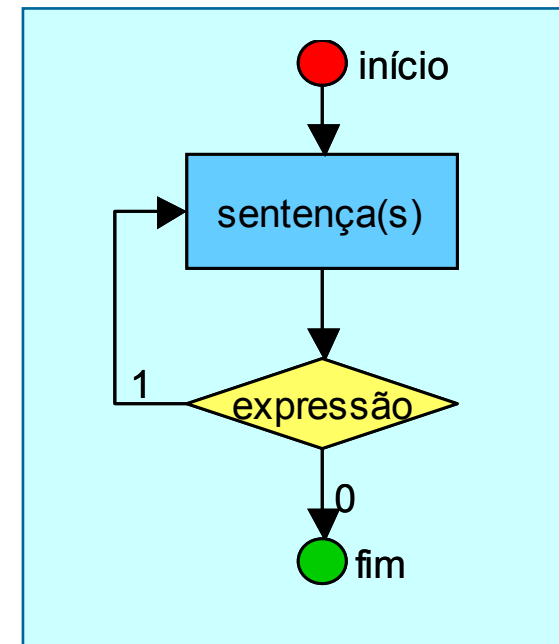 início
sentença(s)
1
expressão
0
fim